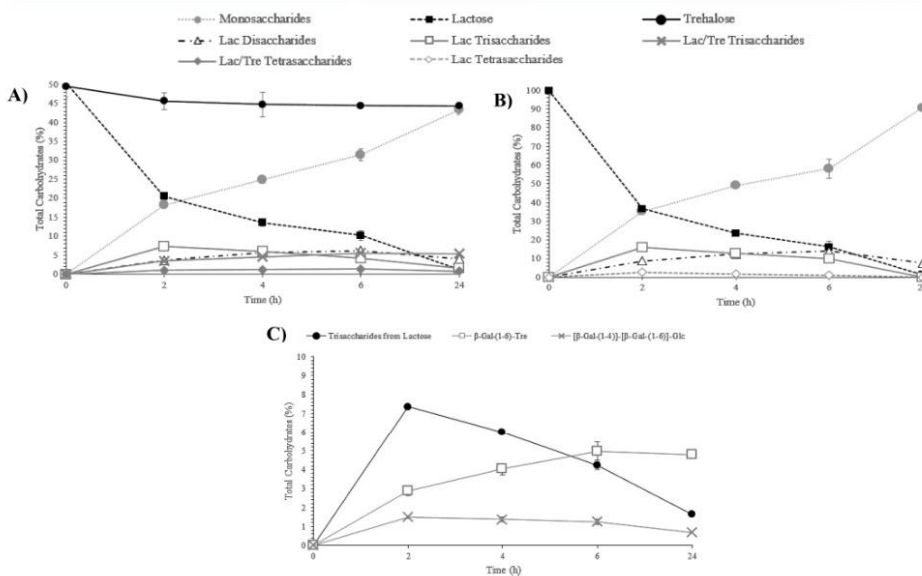 Monosaccharides Lactose Trehalose
Lac Disaccharides Lac Trisaccharides Lac/Tre Trisaccharides
Lac/Tre Tetrasaccharides Lac Tetrasaccharides
A)
Total Carbohydrates (%)
50
45
40
35
30
25
20
15
10
5
0
0 2 4 6 24
Time (h)
B)
Total Carbohydrates (%)
100
90
80
70
60
50
40
30
20
10
0
0 2 4 6 2
Time (h)
C)
Trisaccharides from Lactose β-Gal-(1-6)-Tre [β-Gal-(1-4)]-[β-Gal-(1-6)]-Glc
Total Carbohydrates (%)
10
9
8
7
6
5
4
3
2
1
0
0 2 4 6 24
Time (h)